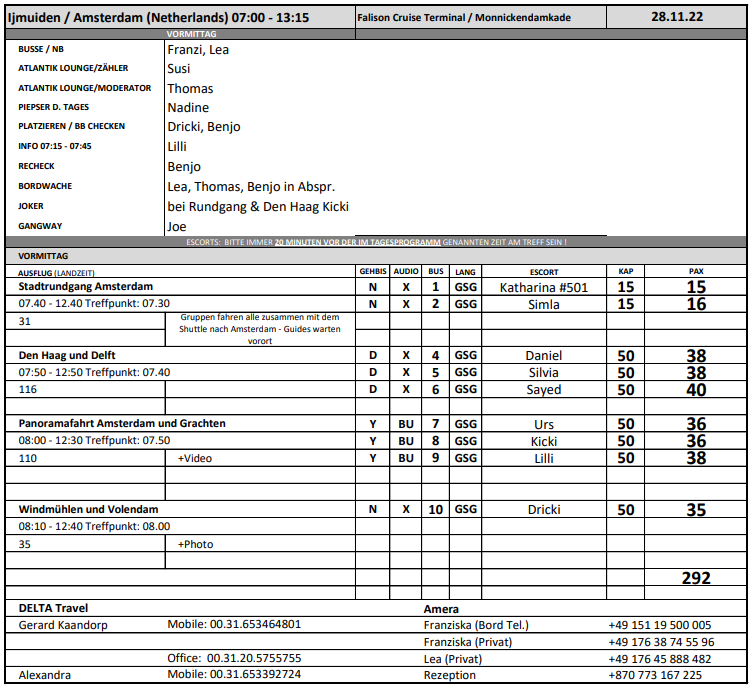 Ijmuiden / Amsterdam (Netherlands) 07:00 - 13:15 Falison Cruise Terminal / Monnickendamkade 28.11.22
VORMITTAG
BUSSE / NB Franzi, Lea
ATLANTIK LOUNGE/ZÄHLER Susi
ATLANTIK LOUNGE/MODERATOR Thomas
PIEPSER D. TAGES Nadine
PLATZIEREN / BB CHECKEN Dricki, Benjo
INFO 07:15 - 07:45 Lilli
RECHECK Benjo
BORDWACHE Lea, Thomas, Benjo in Abspr.
JOKER bei Rundgang & Den Haag Kicki
GANGWAY Joe
ESCORTS: BITTE IMMER 20 MINUTEN VOR DER IM TAGESPROGRAMM GENANNTEN ZEIT AM TREFF SEIN !
VORMITTAG
AUSFLUG (LANDZEIT) GEHBIS AUDIO BUS LANG ESCORT KAP PAX
Stadtrundgang Amsterdam N X 1 GSG Katharina #501 15 15
07.40 - 12.40 Treffpunkt: 07.30 N X 2 GSG Simla 15 16
31 Gruppen fahren alle zusammen mit dem
Shuttle nach Amsterdam - Guides warten
vorort
Den Haag und Delft D X 4 GSG Daniel 50 38
07:50 - 12:50 Treffpunkt: 07.40 D X 5 GSG Silvia 50 38
116 D X 6 GSG Sayed 50 40
Panoramafahrt Amsterdam und Grachten Y BU 7 GSG Urs 50 36
08:00 - 12:30 Treffpunkt: 07.50 Y BU 8 GSG Kicki 50 36
110 +Video Y BU 9 GSG Lilli 50 38
Windmühlen und Volendam N X 10 GSG Dricki 50 35
08:10 - 12:40 Treffpunkt: 08.00
35 +Photo
292
DELTA Travel Amera
Gerard Kaandorp Mobile: 00.31.653464801 Franziska (Bord Tel.) +49 151 19 500 005
Franziska (Privat) +49 176 38 74 55 96
Office: 00.31.20.5755755 Lea (Privat) +49 176 45 888 482
Alexandra Mobile: 00.31.653392724 Rezeption +870 773 167 225